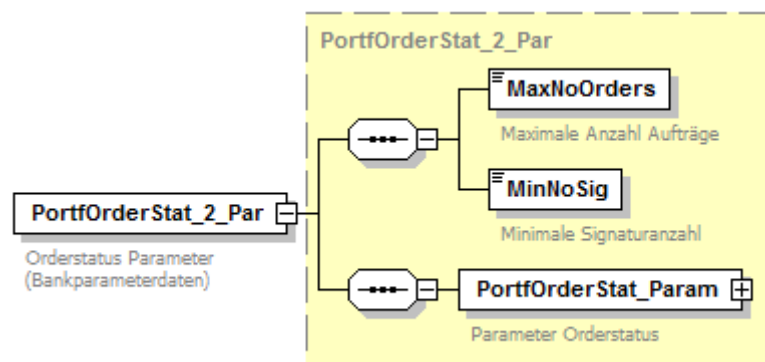 PortfOrderStat_2_Par
MaxNoOrders
Maximale Anzahl Aufträge
MinNoSig
Minimale Signaturanzahl
PortfOrderStat_2_Par
Orderstatus Parameter
(Bankparameterdaten)
PortfOrderStat_Param
Parameter Orderstatus